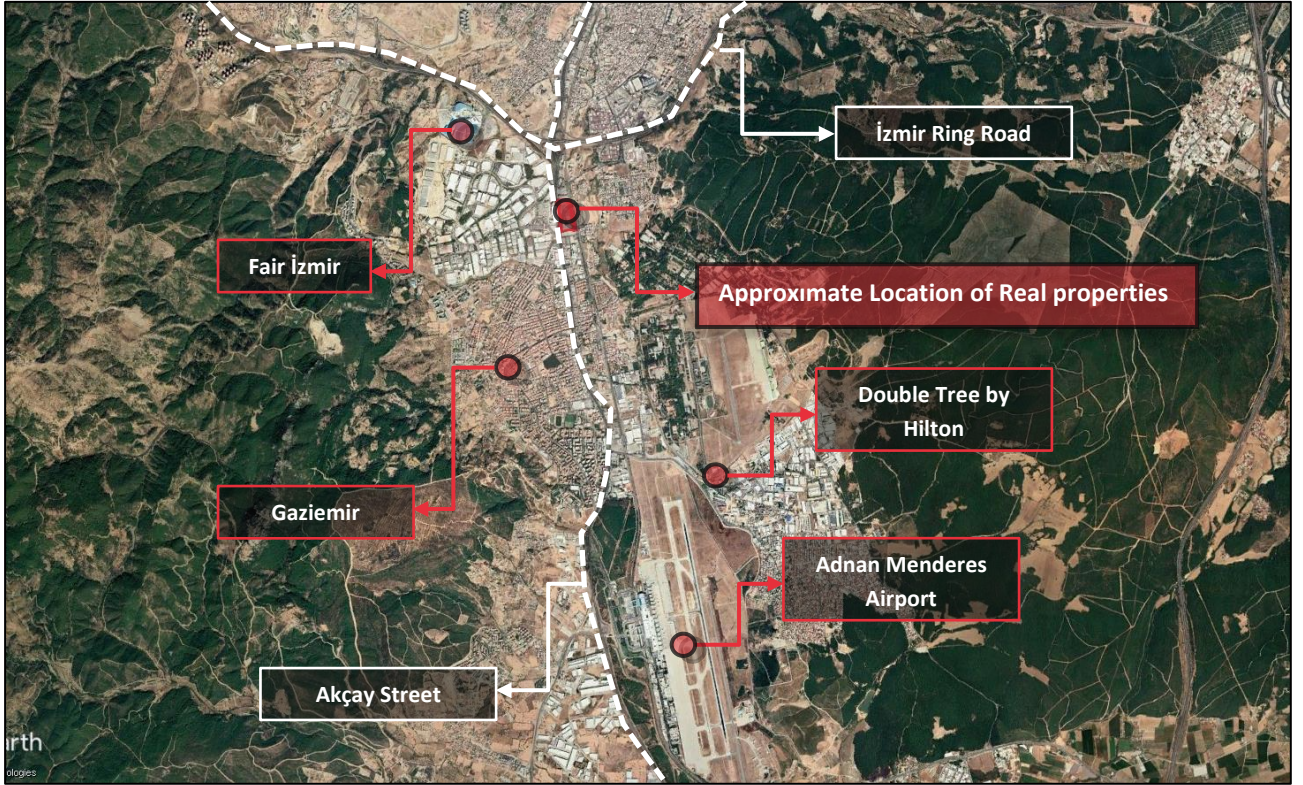 İzmir Ring Road
Fair İzmir
Approxımate Location of Real properties
Double Tree by
Hilton
Gaziemir
Adnan Menderes
Airport
Akçay Street
arth
ologies